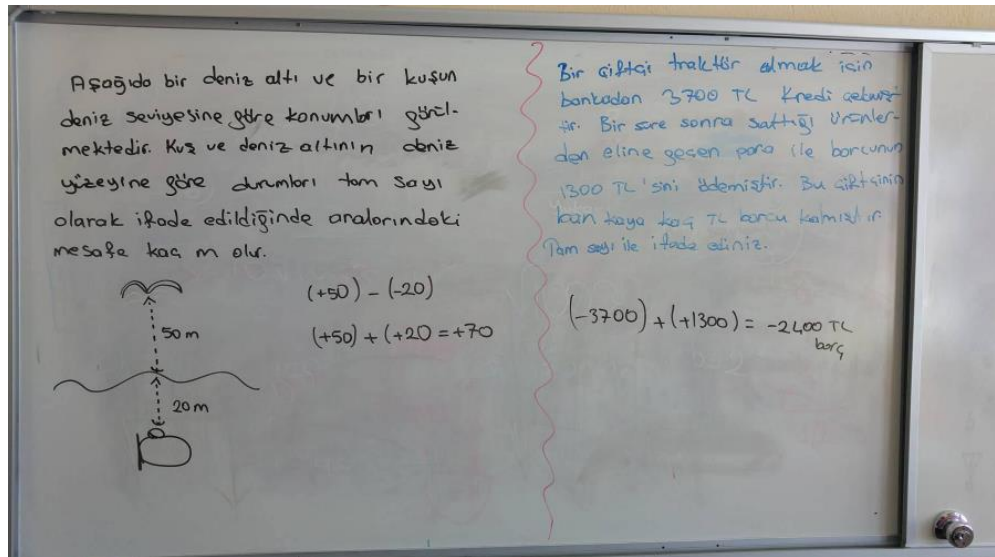 Aşağıda bir deniz altı ve bir kuşun
deniz seviyesine göre konumları görül-
mektedir. Kuş ve deniz altının deniz
yüzeyine göre durumları tam sayı
olarak ifade edildiğinde aralarındaki
mesafe kaç m olur.
50 m
20 m
(+50) - (-20)
(+50) + (+20 = +70
Bir çiftçi traktör almak için
bankadan 3700 TL Kredi çekmiş
tir. Bir süre sonra sattığı ürünler-
den eline geçen para ile borcunun
1300 TL'sini ödemiştir. Bu çiftçinin
bankaya kaç TL borcu kalmıştır.
Tam sayı ile ifade ediniz.
(-3700) + (+1300) = -2400 TL
borç